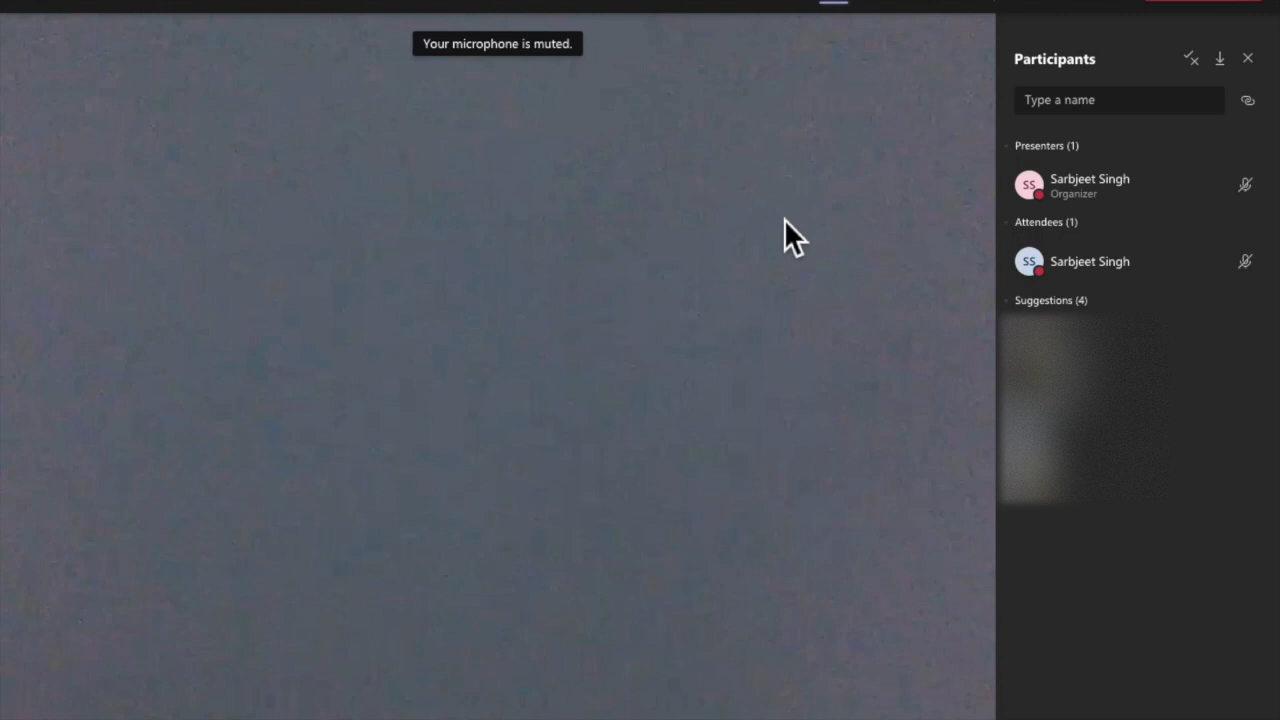 Your microphone is muted.
Participants
Type a name
Presenters (1)
SS
Sarbjeet Singh
Organizer
Attendees (1)
SS
Sarbjeet Singh
Suggestions (4)